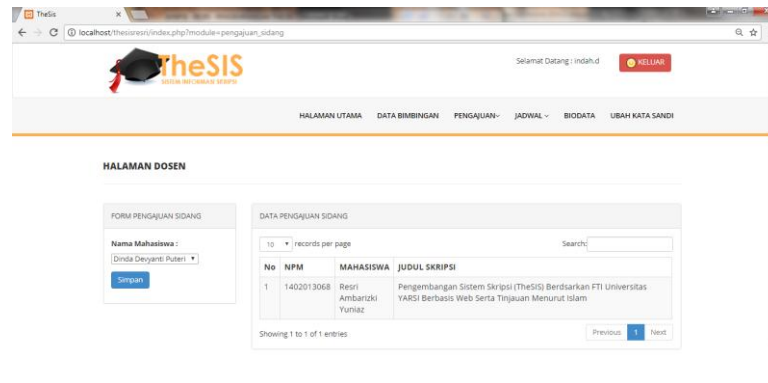 TheSis
localhost/thesisresri/index.php?module=pengajuan_sidang
TheSIS
SISTEM INFORMASI SKRIPSI
Selamat Datang : indah.d
KELUAR
HALAMAN UTAMA DATA BIMBINGAN PENGAJUAN JADWAL BIODATA UBAH KATA SANDI
HALAMAN DOSEN
FORM PENGAJUAN SIDANG
Nama Mahasiswa :
Dinda Devyanti Puteri
Simpan
DATA PENGAJUAN SIDANG
10 records per page
Search:
No NPM MAHASISWA JUDUL SKRIPSI
1 1402013068 Resri Ambarizki Yuniaz Pengembangan Sistem Skripsi (TheSIS) Berdsarkan FTI Universitas
YARSI Berbasis Web Serta Tinjauan Menurut Islam
Showing 1 to 1 of 1 entries
Previous 1 Next